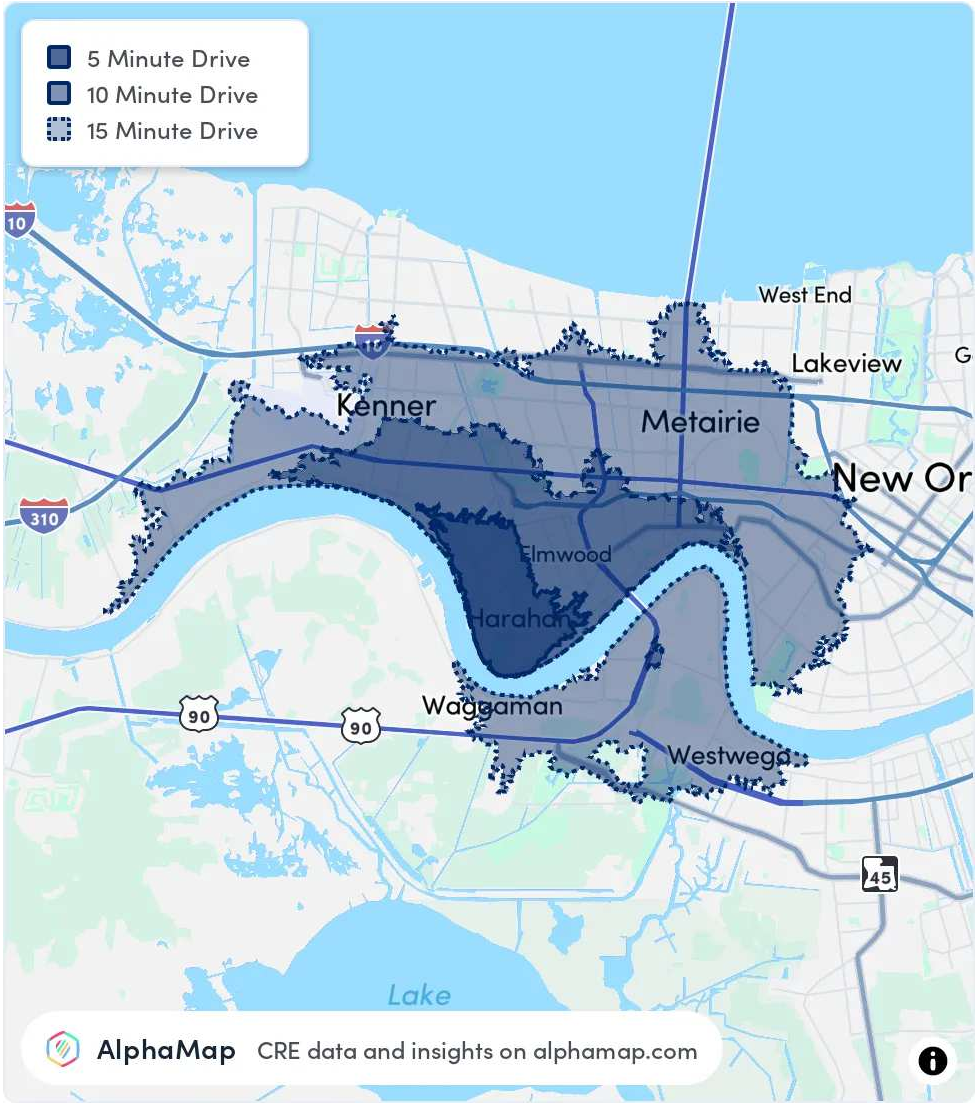 5 Minute Drive
10 Minute Drive
15 Minute Drive
10
West End
10
Lakeview
G
Kenner
Metairie
New Or
310
Elmwood
Harahan
Waggaman
90
90
Westwego
45
Lake
AlphaMap CRE data and insights on alphamap.com